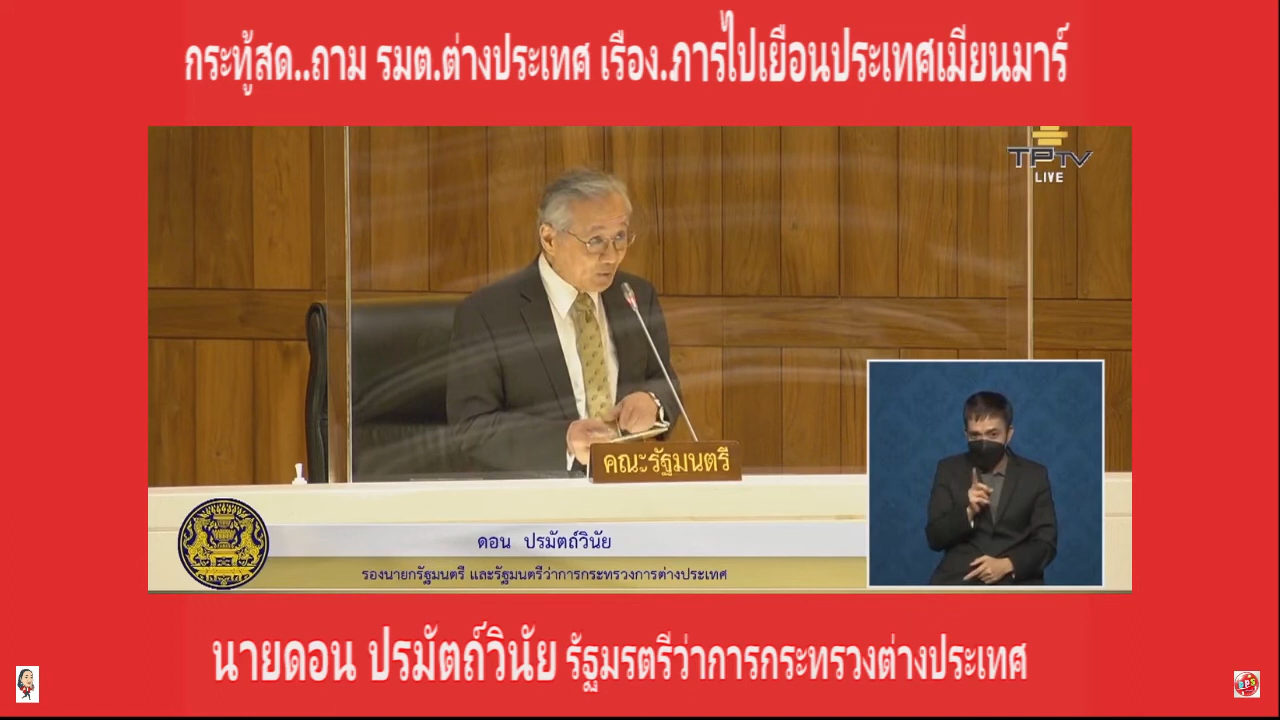 กระทู้สด..ถาม รมต.ต่างประเทศ เรือง..ภารไปเยือนประเทศเมียนมาร์
TPTV
LIVE
คณะรัฐมนตรี
ดอน ปรมัตถ์วินัย
รองนายกรัฐมนตรี และรัฐมนตรีว่าการกระทรวงการต่างประเทศ
นายดอน ปรมัตถ์วินัย รัฐมรตรีว่าการกระทรวงต่างประเทศ